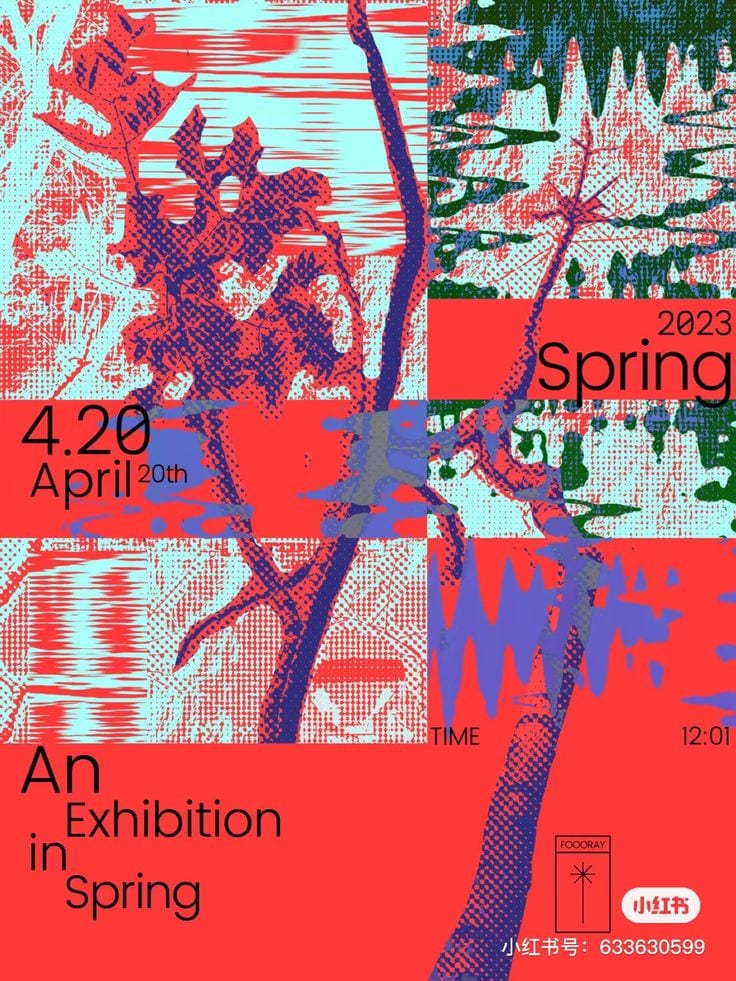 2023
Spring
4.20
April 20th
TIME 12:01
An
Exhibition
in
Spring
FOOORAY
小红书
小红书号：633630599